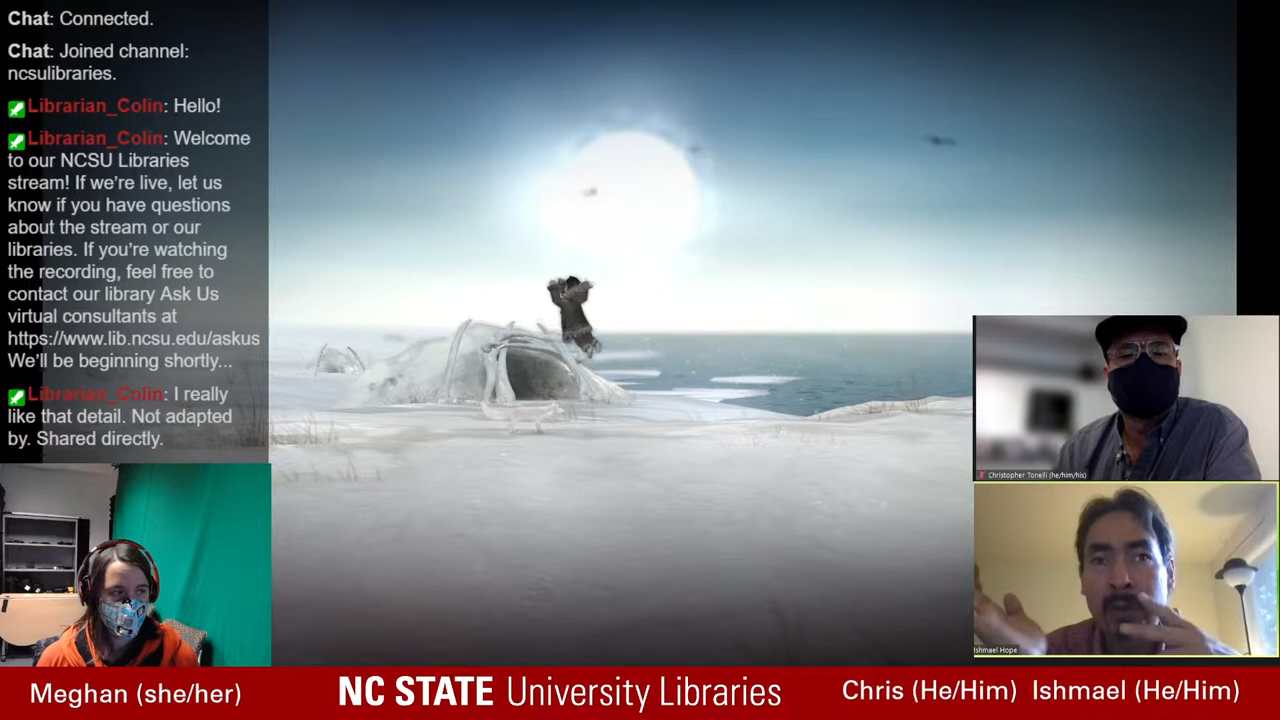 Chat: Connected.
Chat: Joined channel:
ncsulibraries.
Librarian_Colin: Hello!
Librarian_Colin: Welcome
to our NCSU Libraries
stream! If we're live, let us
know if you have questions
about the stream or our
libraries. If you're watching
the recording, feel free to
contact our library Ask Us
virtual consultants at
https://www.lib.ncsu.edu/askus
We'll be beginning shortly...
Librarian_Colin: I really
like that detail. Not adapted
by. Shared directly.
Christopher Tonelli (he/him/his)
Ishmael Hope
Meghan (she/her)
NC STATE University Libraries
Chris (He/Him) Ishmael (He/Him)